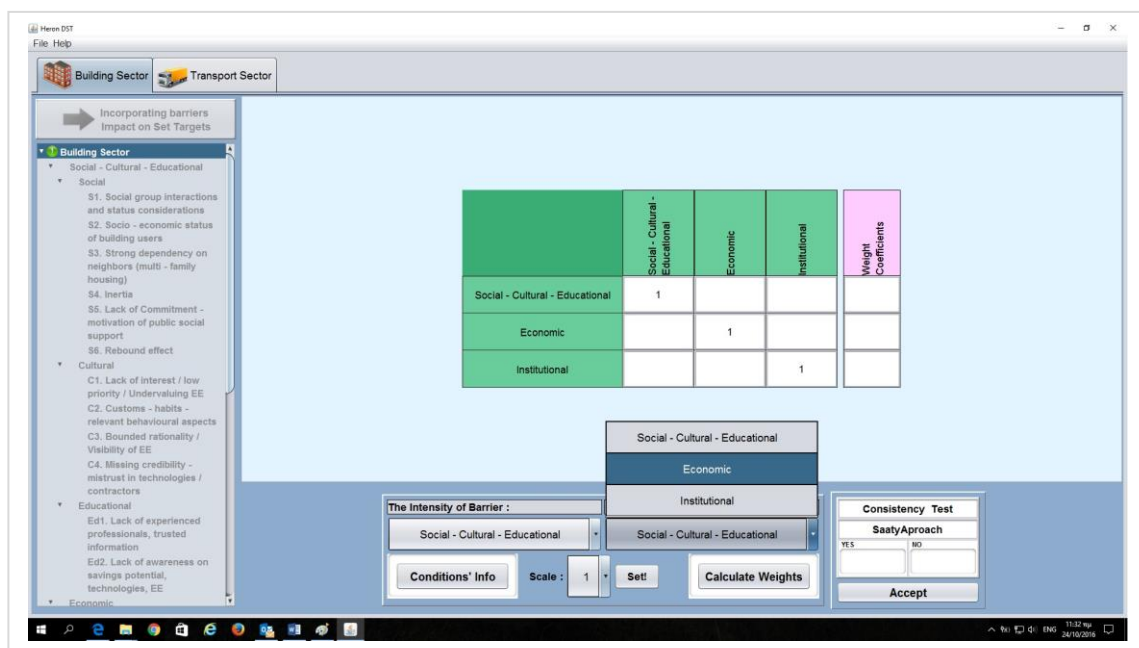 Heron DST
File Help
Building Sector
Transport Sector
Incorporating barriers
Impact on Set Targets
Building Sector
Social - Cultural - Educational
Social
S1. Social group interactions
and status considerations
S2. Socio - economic status
of building users
S3. Strong dependency on
neighbors (multi - family
housing)
S4. Inertia
S5. Lack of Commitment -
motivation of public social
support
S6. Rebound effect
Cultural
C1. Lack of interest / low
priority / Undervaluing EE
C2. Customs - habits -
relevant behavioural aspects
C3. Bounded rationality /
Visibility of EE
C4. Missing credibility -
mistrust in technologies /
contractors
Educational
Ed1. Lack of experienced
professionals, trusted
information
Ed2. Lack of awareness on
savings potential,
technologies, EE
Economic
Social - Cultural -
Educational
Economic
Institutional
Weight
Coefficients
Social - Cultural - Educational 1
Economic 1
Institutional 1
Social - Cultural - Educational
Economic
Institutional
The Intensity of Barrier :
Social - Cultural - Educational
Social - Cultural - Educational
Conditions' Info
Scale : 1
Set!
Calculate Weights
Consistency Test
SaatyAproach
YES NO
Accept
ENG
11:32 πμ
24/10/2016